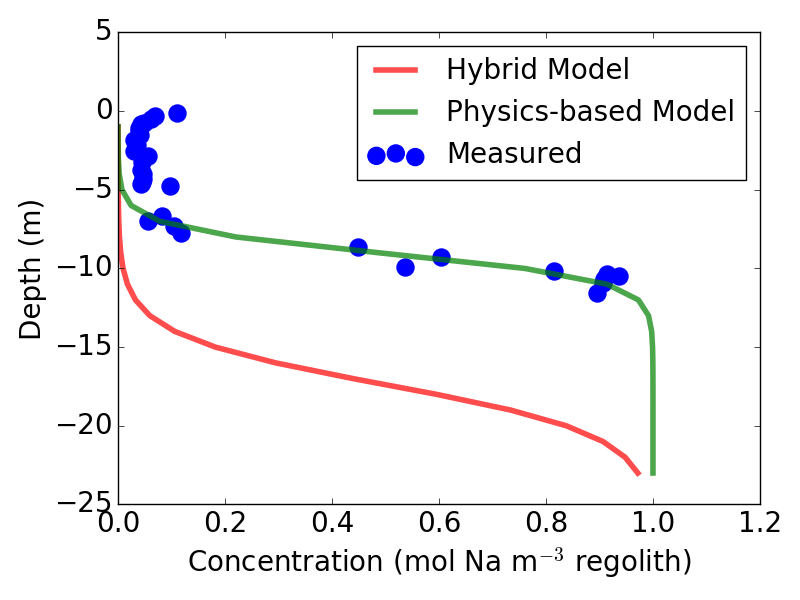 5
0
−5
−10
−15
−20
−25
0.0 0.2 0.4 0.6 0.8 1.0 1.2
Depth (m)
Concentration (mol Na m⁻³ regolith)
Hybrid Model
Physics-based Model
Measured